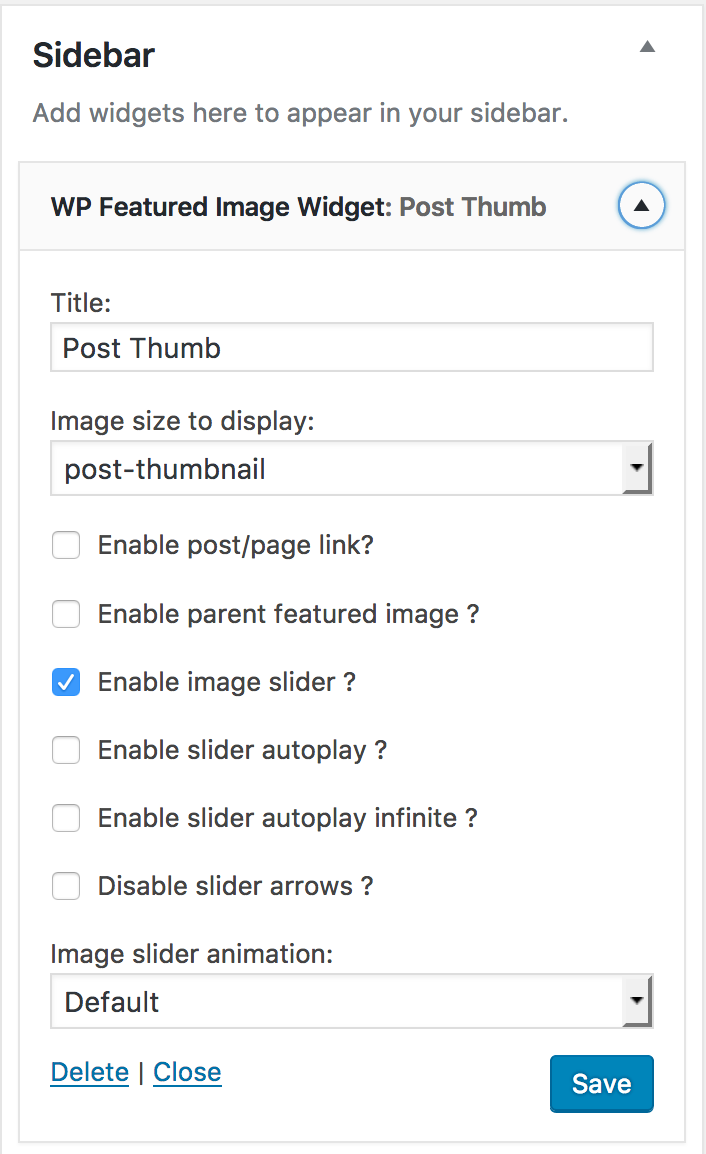 Sidebar
Add widgets here to appear in your sidebar.
WP Featured Image Widget: Post Thumb
Title:
Post Thumb
Image size to display:
post-thumbnail
Enable post/page link?
Enable parent featured image ?
Enable image slider ?
Enable slider autoplay ?
Enable slider autoplay infinite ?
Disable slider arrows ?
Image slider animation:
Default
Delete | Close
Save